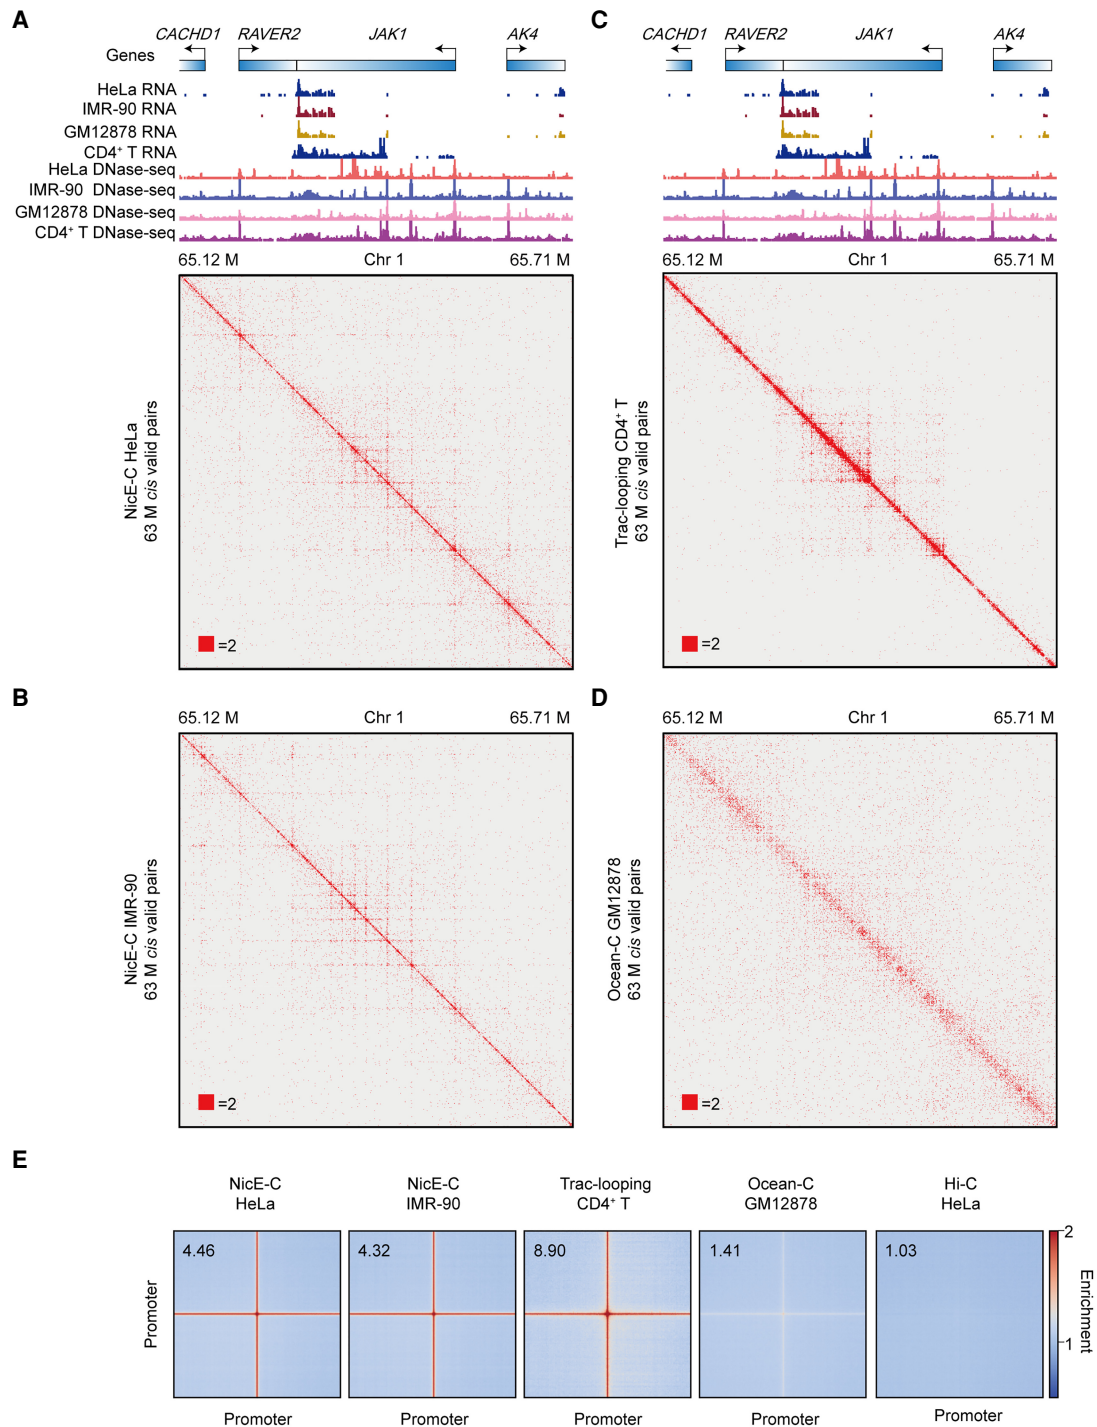 A
CACHD1 RAVER2 JAK1 AK4
Genes
HeLa RNA
IMR-90 RNA
GM12878 RNA
CD4+ T RNA
HeLa DNase-seq
IMR-90 DNase-seq
GM12878 DNase-seq
CD4+ T DNase-seq
65.12 M Chr 1 65.71 M
NicE-C HeLa
63 M cis valid pairs
=2
C
CACHD1 RAVER2 JAK1 AK4
65.12 M Chr 1 65.71 M
Trac-looping CD4+ T
63 M cis valid pairs
=2
B
65.12 M Chr 1 65.71 M
NicE-C IMR-90
63 M cis valid pairs
=2
D
65.12 M Chr 1 65.71 M
Ocean-C GM12878
63 M cis valid pairs
=2
E
NicE-C
HeLa
NicE-C
IMR-90
Trac-looping
CD4+ T
Ocean-C
GM12878
Hi-C
HeLa
4.46
4.32
8.90
1.41
1.03
2
1
Enrichment
Promoter
Promoter
Promoter
Promoter
Promoter
Promoter